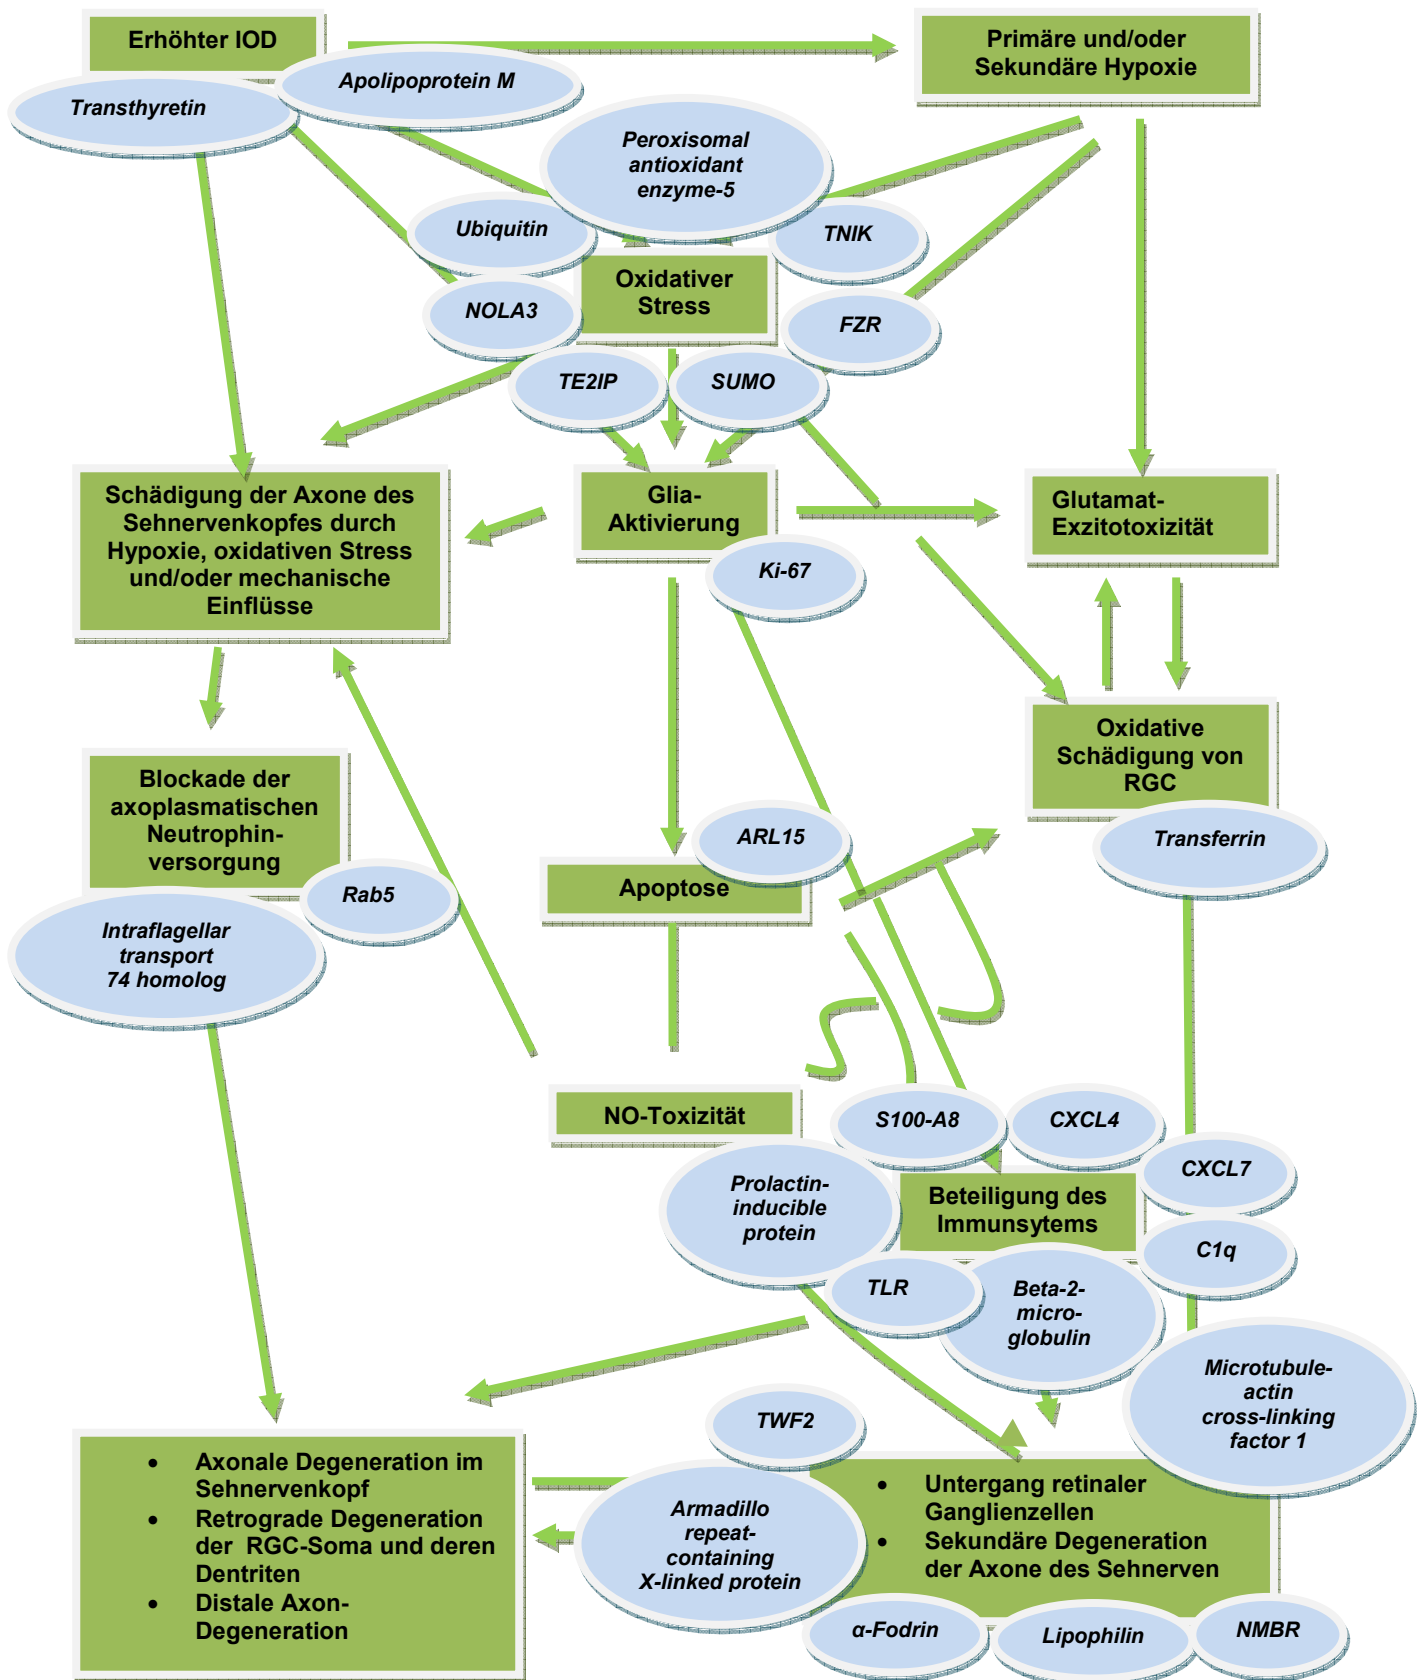 Erhöhter IOD
Primäre und/oder
Sekundäre Hypoxie
Apolipoprotein M
Transthyretin
Peroxisomal
antioxidant
enzyme-5
Ubiquitin
TNIK
Oxidativer
Stress
NOLA3
FZR
TE2IP
SUMO
Schädigung der Axone des
Sehnervenkopfes durch
Hypoxie, oxidativen Stress
und/oder mechanische
Einflüsse
Glia-
Aktivierung
Glutamat-
Exzitotoxizität
Ki-67
Blockade der
axoplasmatischen
Neutrophin-
versorgung
Oxidative
Schädigung von
RGC
ARL15
Transferrin
Apoptose
Rab5
Intraflagellar
transport
74 homolog
NO-Toxizität
S100-A8
CXCL4
CXCL7
Prolactin-
inducible
protein
Beteiligung des
Immunsytems
C1q
TLR
Beta-2-
micro-
globulin
Microtubule-
actin
cross-linking
factor 1
TWF2
• Axonale Degeneration im
Sehnervenkopf
• Retrograde Degeneration
der RGC-Soma und deren
Dentriten
• Distale Axon-
Degeneration
Armadillo
repeat-
containing
X-linked protein
• Untergang retinaler
Ganglienzellen
• Sekundäre Degeneration
der Axone des Sehnerven
α-Fodrin
Lipophilin
NMBR